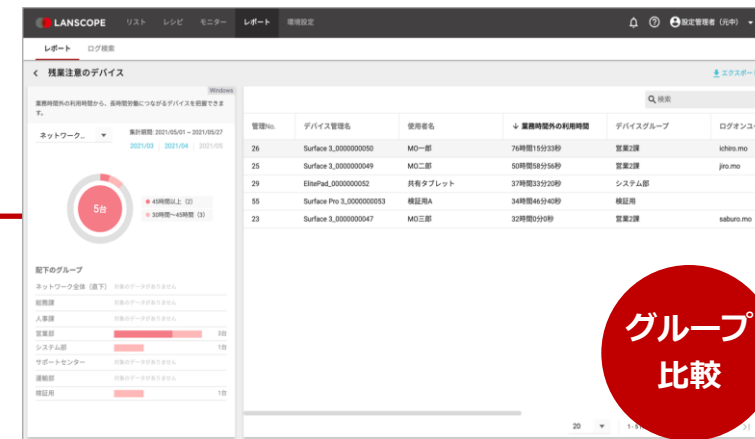 LANSCOPE リスト レシピ モニター レポート 環境設定 設定管理者 (元中)
レポート ログ検索
残業注意のデバイス エクスポート
Windows
業務時間外の利用時間から、長時間労働につながるデバイスを把握できま
す。
ネットワーク… 集計期間: 2021/05/01 ~ 2021/05/27
2021/03 | 2021/04 | 2021/05
5台
45時間以上 (2)
30時間~45時間 (3)
配下のグループ
ネットワーク全体 (直下) 対象のデータがありません
総務課 対象のデータがありません
人事課 対象のデータがありません
営業部 3台
システム部 1台
サポートセンター 対象のデータがありません
運輸部 対象のデータがありません
検証用 1台
検索
管理No. デバイス管理名 使用者名 ↓ 業務時間外の利用時間 デバイスグループ ログオンユ
26 Surface 3_0000000050 MO一郎 76時間15分33秒 営業2課 ichiro.mo
25 Surface 3_0000000049 MO二郎 50時間58分56秒 営業2課 jiro.mo
29 ElitePad_0000000052 共有タブレット 37時間33分20秒 システム部
55 Surface Pro 3_0000000053 検証用A 34時間46分40秒 検証用
23 Surface 3_0000000047 MO三郎 32時間0分0秒 営業2課 saburo.mo
グループ
比較
20